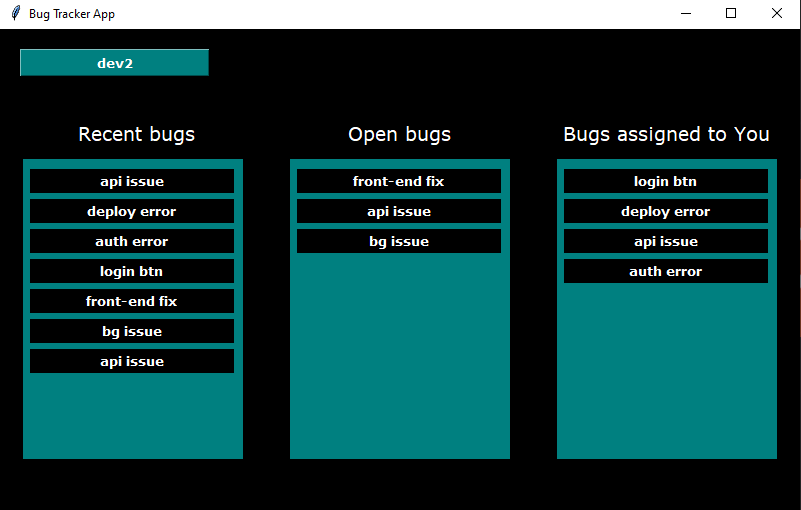 Bug Tracker App
dev2
Recent bugs
api issue
deploy error
auth error
login btn
front-end fix
bg issue
api issue
Open bugs
front-end fix
api issue
bg issue
Bugs assigned to You
login btn
deploy error
api issue
auth error